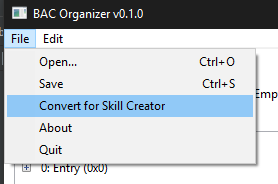 BAC Organizer v0.1.0
File Edit
Open... Ctrl+O
Save Ctrl+S
Convert for Skill Creator
About
Quit
0: Entry (0x0)